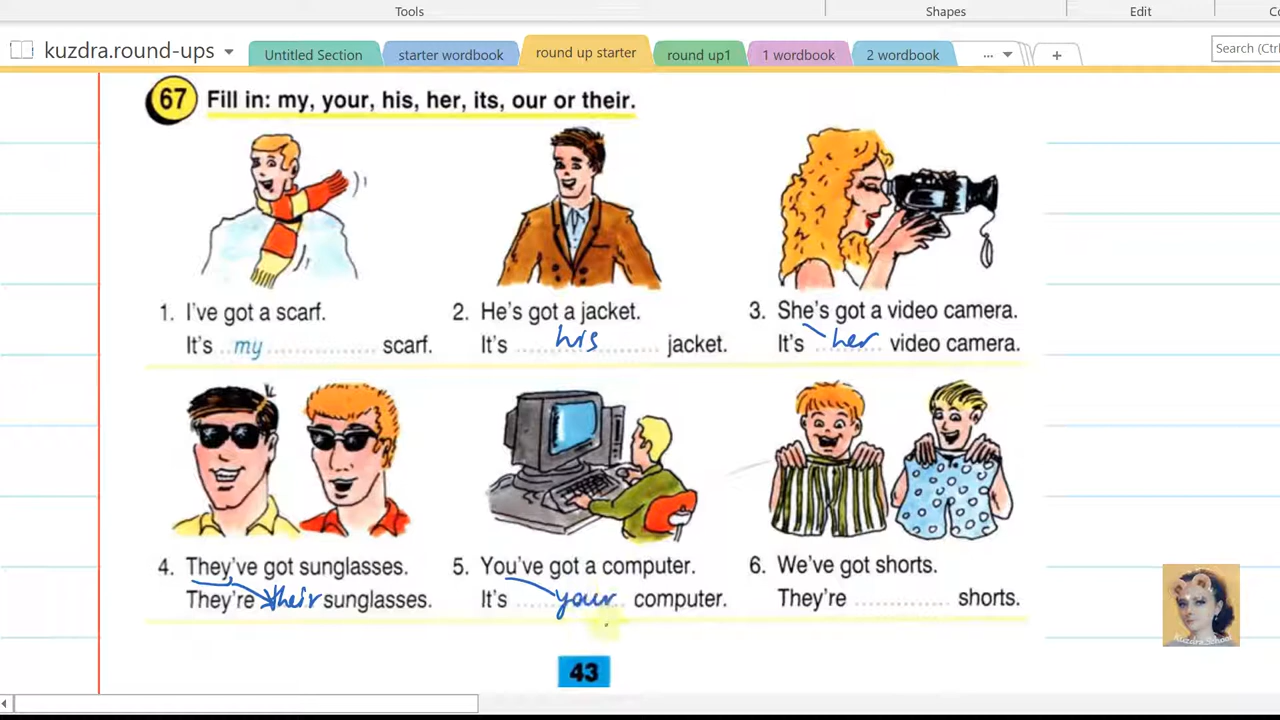 Tools Shapes Edit Co
kuzdra.round-ups Untitled Section starter wordbook round up starter round up1 1 wordbook 2 wordbook ... + Search (Ctrl
67 Fill in: my, your, his, her, its, our or their.
1. I've got a scarf.
It's my scarf.
2. He's got a jacket.
It's his jacket.
3. She's got a video camera.
It's her video camera.
4. They've got sunglasses.
They're their sunglasses.
5. You've got a computer.
It's your computer.
6. We've got shorts.
They're ............ shorts.
43
Kuzdra School